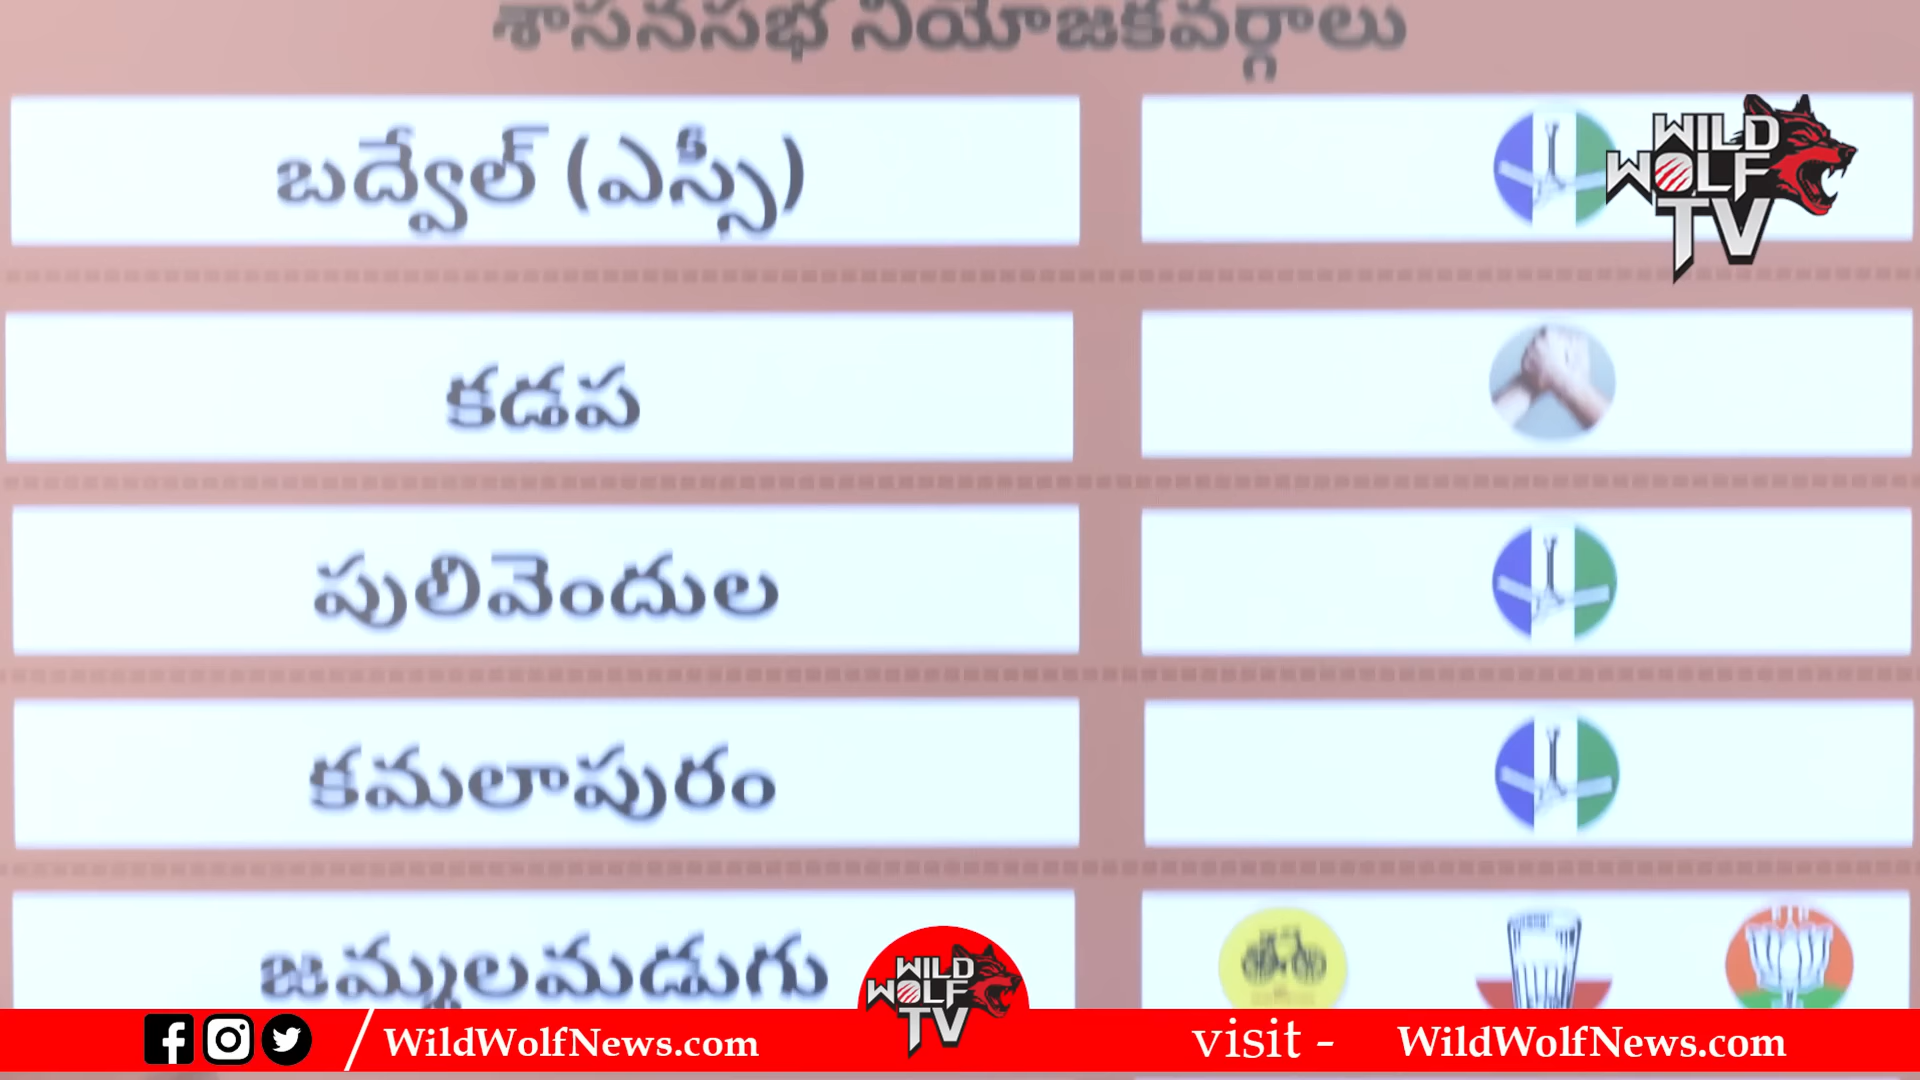 శాసనసభ నియోజకవర్గాలు
బద్వేల్ (ఎస్సీ)
WILD
WOLF
TV
కడప
పులివెందుల
కమలాపురం
జమ్మలమడుగు
WILD
WOLF
TV
WildWolfNews.com
visit - WildWolfNews.com